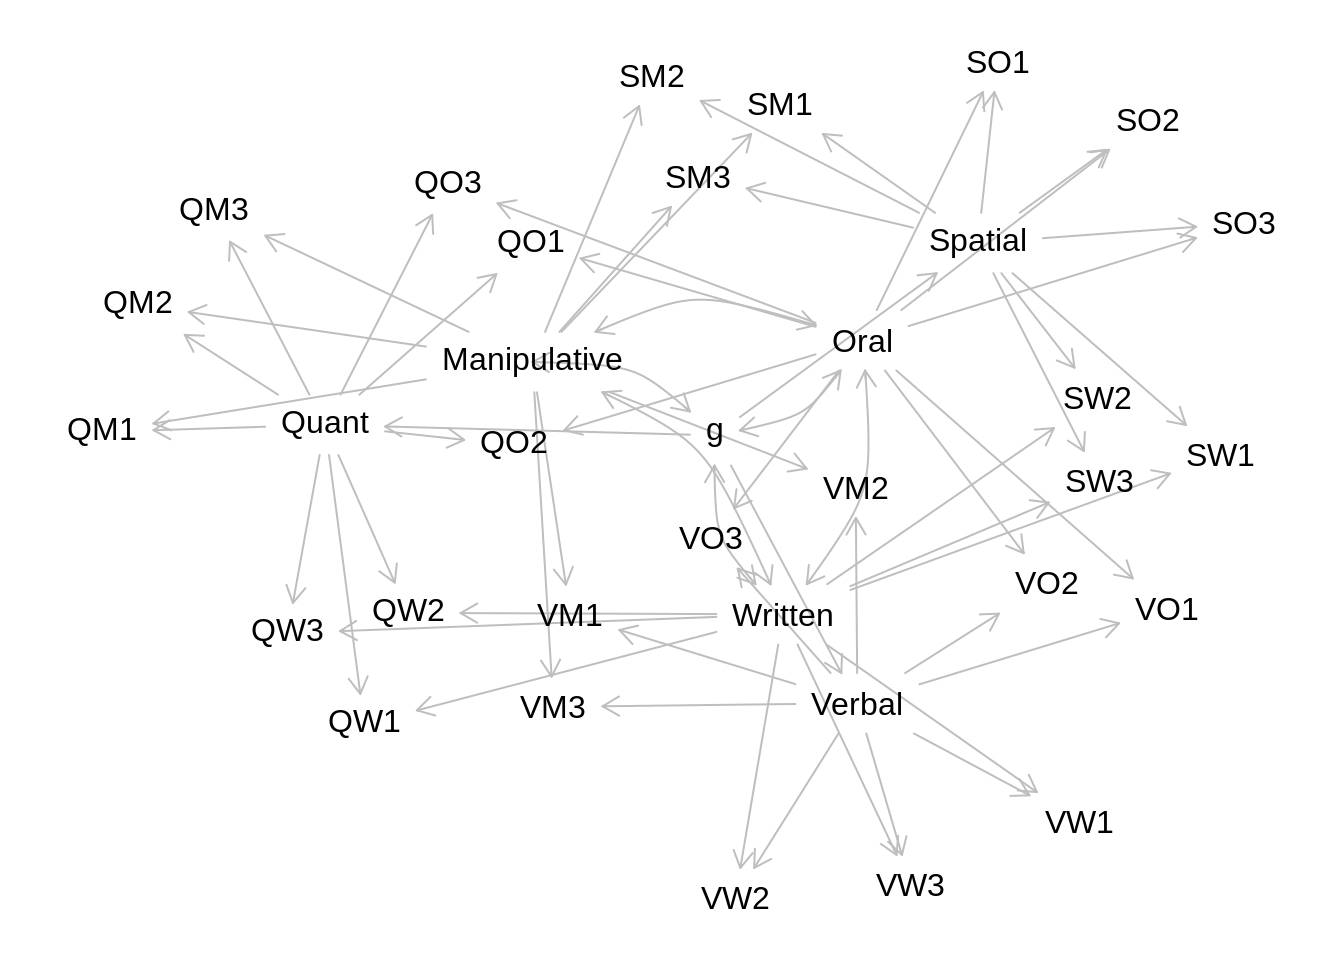 SO1
SM2
SM1
SO2
SM3
QO3
QM3
SO3
QO1
Spatial
QM2
Oral
Manipulative
SW2
Quant
QM1
g
QO2
SW1
SW3
VM2
VO3
VO2
QW2
VO1
VM1
Written
QW3
Verbal
VM3
QW1
VW1
VW3
VW2